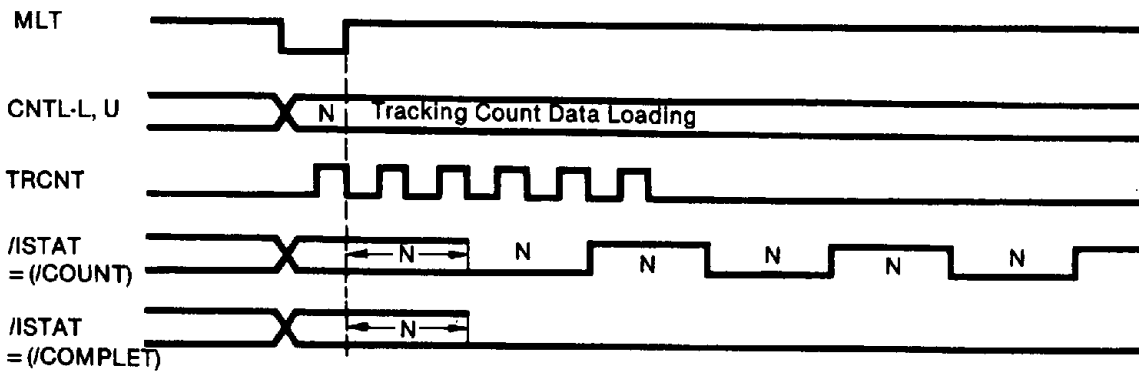 MLT
CNTL-L, U
N Tracking Count Data Loading
TRCNT
/ISTAT
= (/COUNT)
N N N N N N
/ISTAT
= (/COMPLET)
N